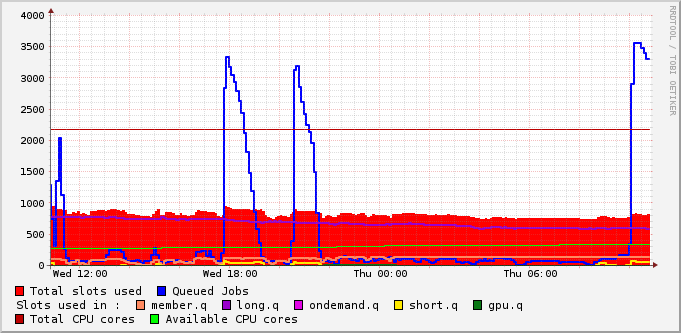 4000
3500
3000
2500
2000
1500
1000
500
0
Wed 12:00 Wed 18:00 Thu 00:00 Thu 06:00
RRDTOOL / TOBI OETIKER
Total slots used Queued Jobs
Slots used in : member.q long.q ondemand.q short.q gpu.q
Total CPU cores Available CPU cores